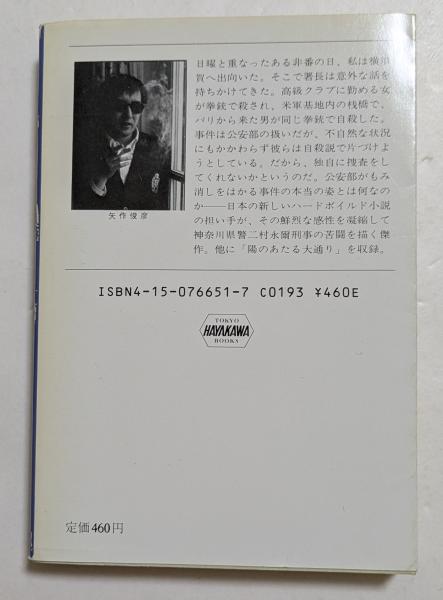 日曜と重なったある非番の日、私は横須
賀へ出向いた。そこで署長は意外な話を
持ちかけてきた。高級クラブに勤める女
が拳銃で殺され、米軍基地内の桟橋で、
パリから来た男が同じ拳銃で自殺した。
事件は公安部の扱いだが、不自然な状況
にもかかわらず彼らは自殺説で片づけよ
うとしている。だから、独自に捜査をし
てくれないかというのだ。公安部がもみ
消しをはかる事件の本当の姿とは何なの
か──日本の新しいハードボイルド小説
の担い手が、その鮮烈な感性を凝縮して
神奈川県警二村永爾刑事の苦闘を描く傑
作。他に「陽のあたる大通り」を収録。
矢作俊彦
ISBN4-15-076651-7 C0193 ¥460E
TOKYO
HAYAKAWA
BOOKS
定価460円